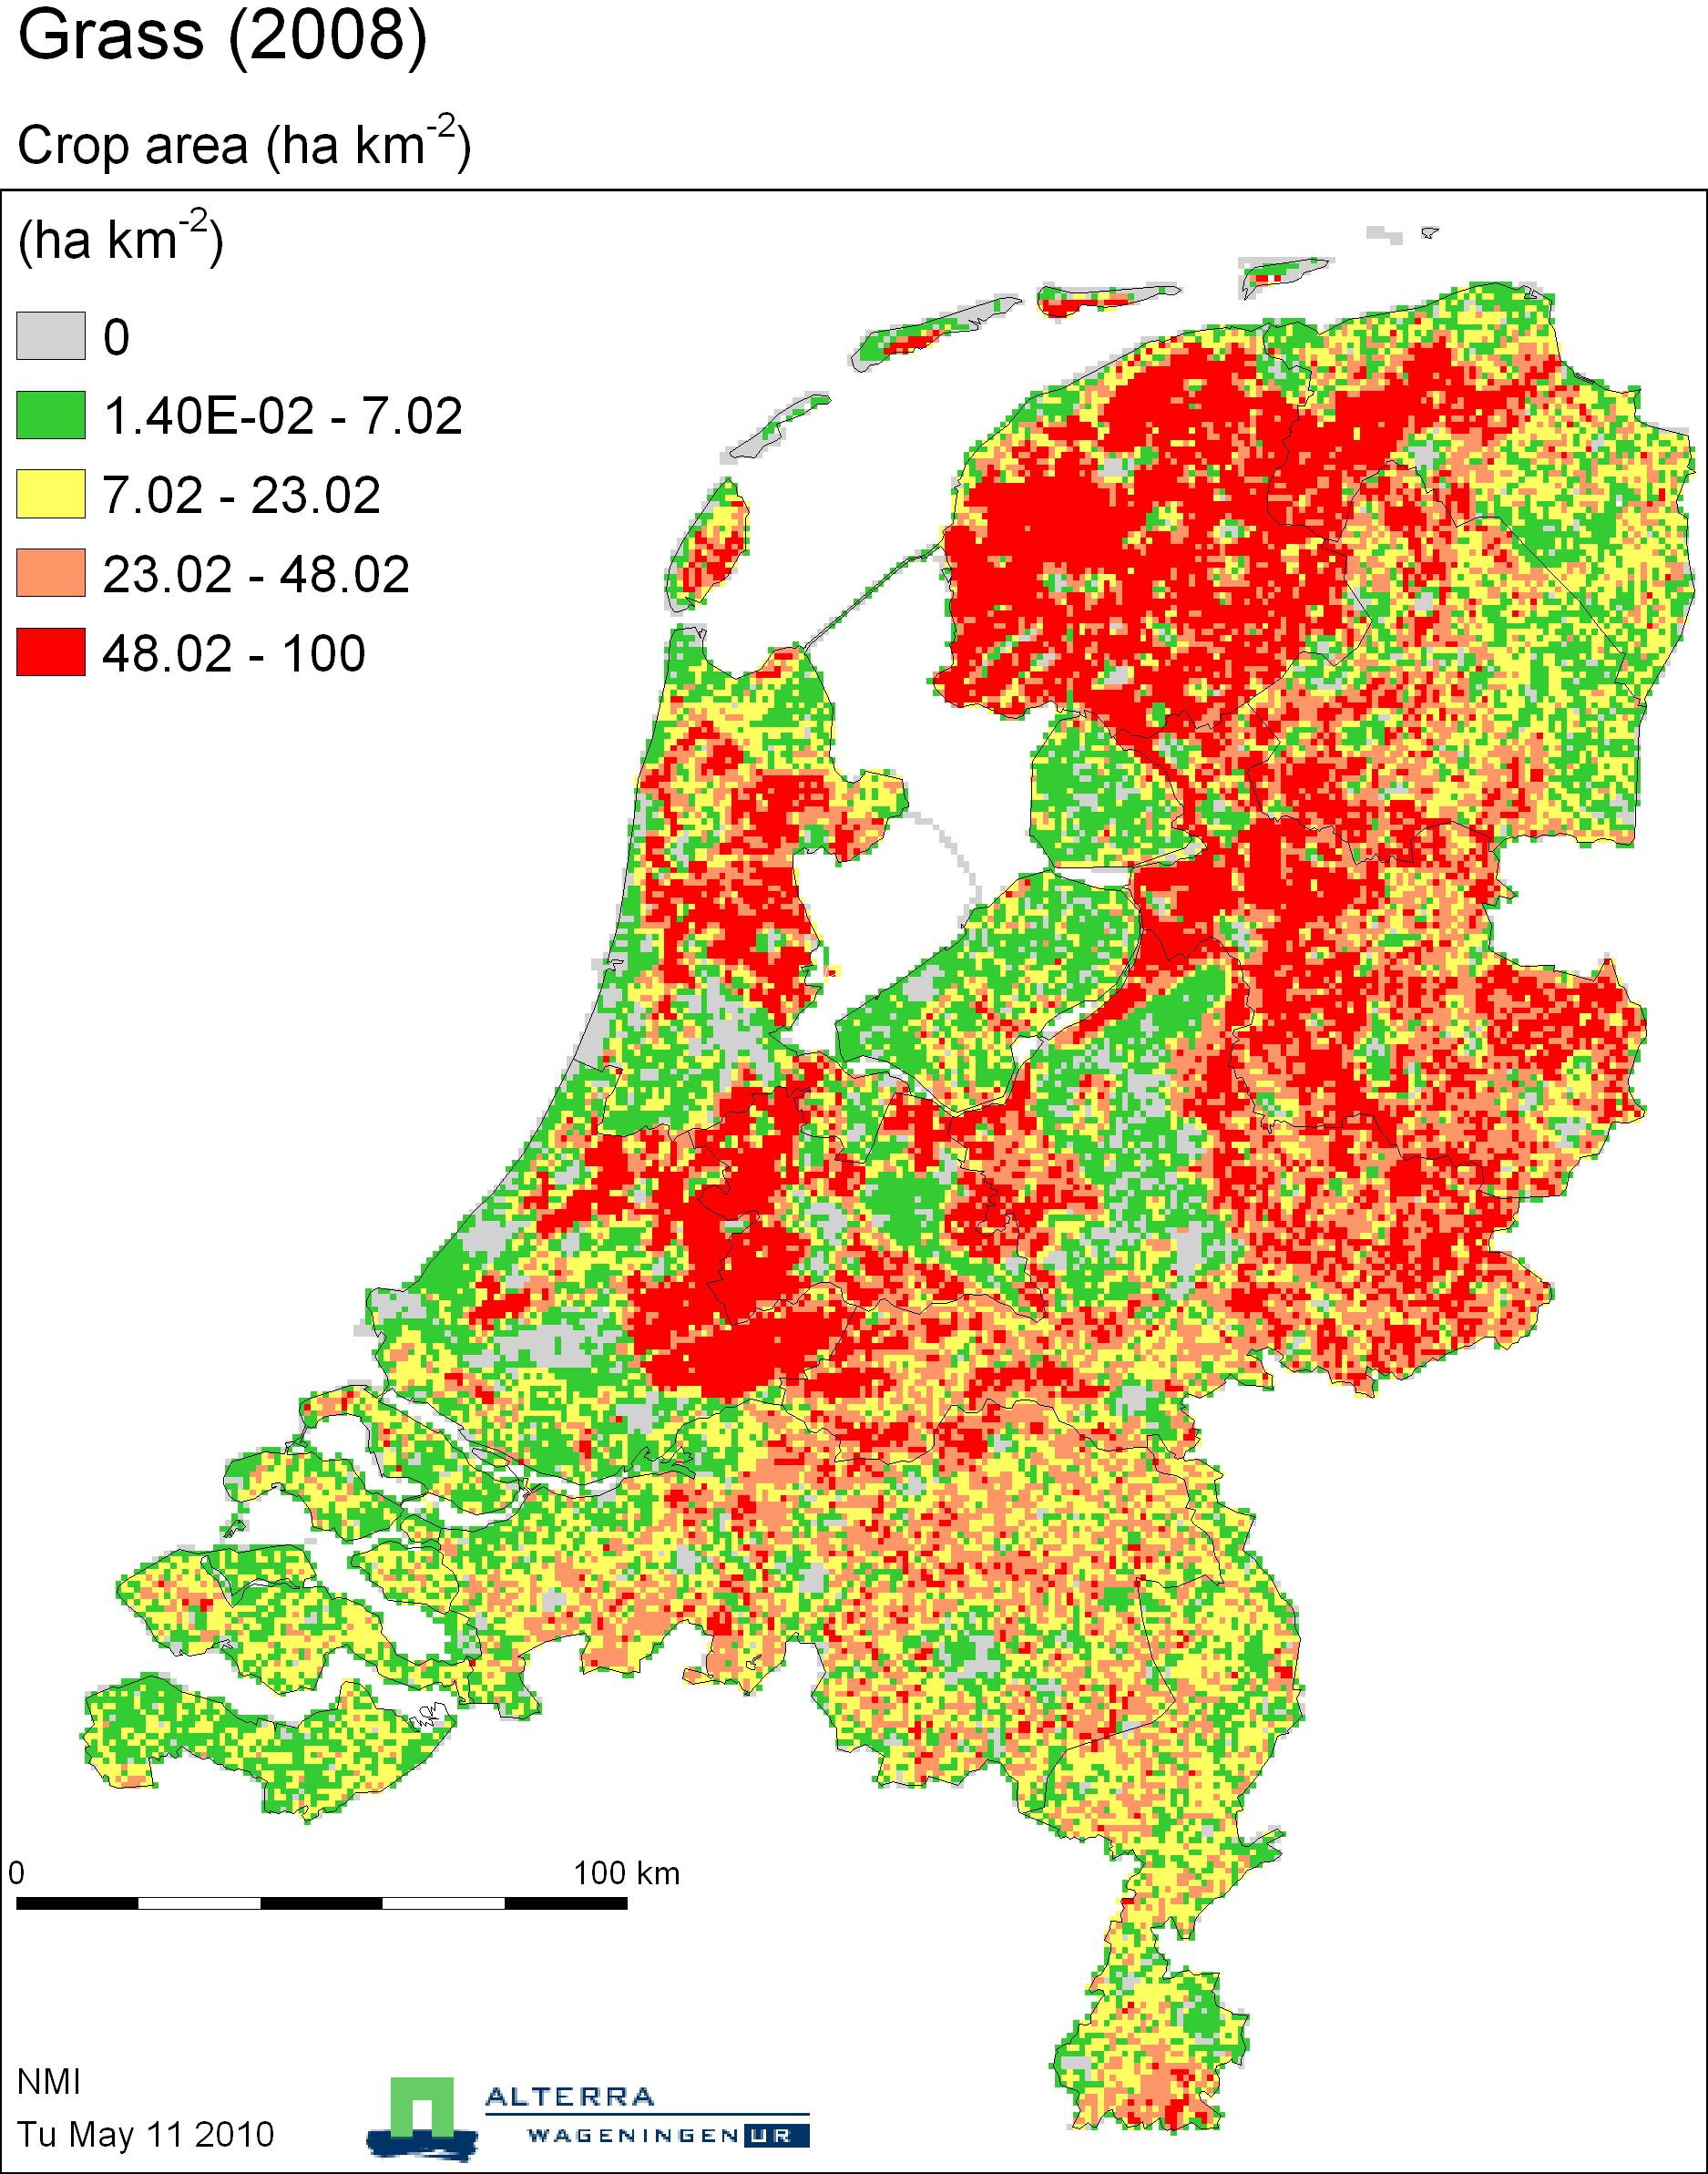 Grass (2008)
Crop area (ha km-2)
(ha km-2)
0
1.40E-02 - 7.02
7.02 - 23.02
23.02 - 48.02
48.02 - 100
0 100 km
NMI
Tu May 11 2010
ALTERRA
WAGENINGEN UR